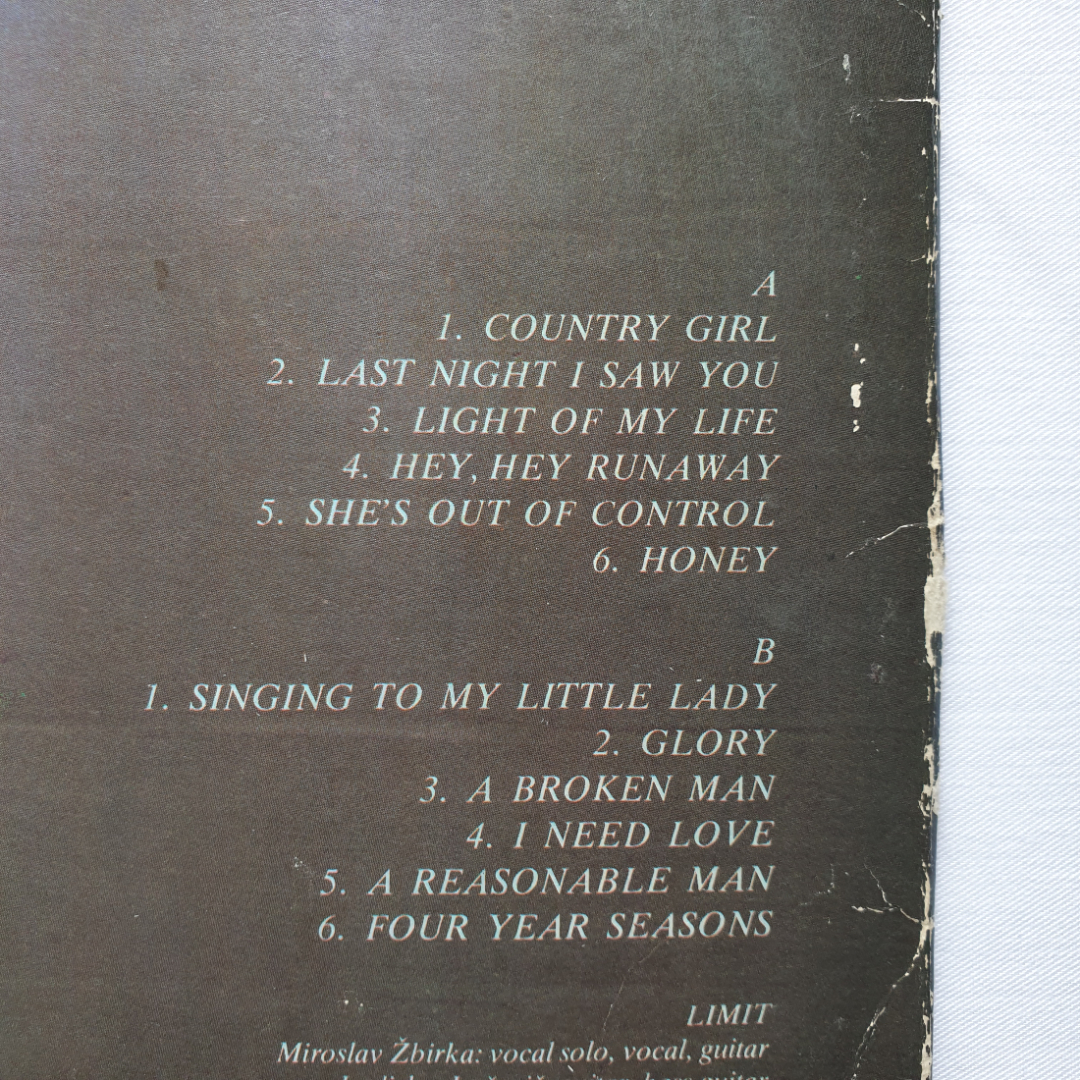 A
1. COUNTRY GIRL
2. LAST NIGHT I SAW YOU
3. LIGHT OF MY LIFE
4. HEY, HEY RUNAWAY
5. SHE'S OUT OF CONTROL
6. HONEY
B
1. SINGING TO MY LITTLE LADY
2. GLORY
3. A BROKEN MAN
4. I NEED LOVE
5. A REASONABLE MAN
6. FOUR YEAR SEASONS
LIMIT
Miroslav Žbirka: vocal solo, vocal, guitar